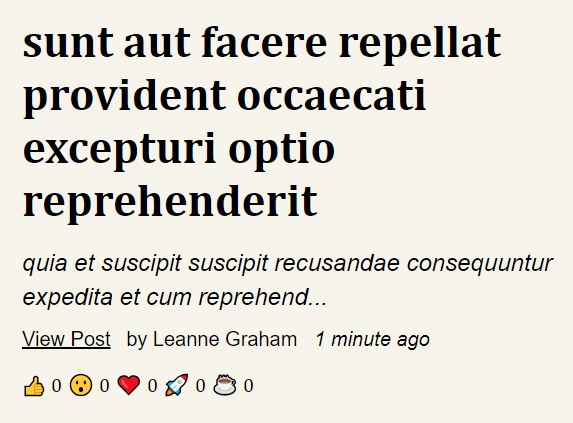 sunt aut facere repellat
provident occaecati
excepturi optio
reprehenderit
quia et suscipit suscipit recusandae consequuntur
expedita et cum reprehend...
View Post by Leanne Graham 1 minute ago
👍 0 😮 0 ❤️ 0 🚀 0 ☕ 0